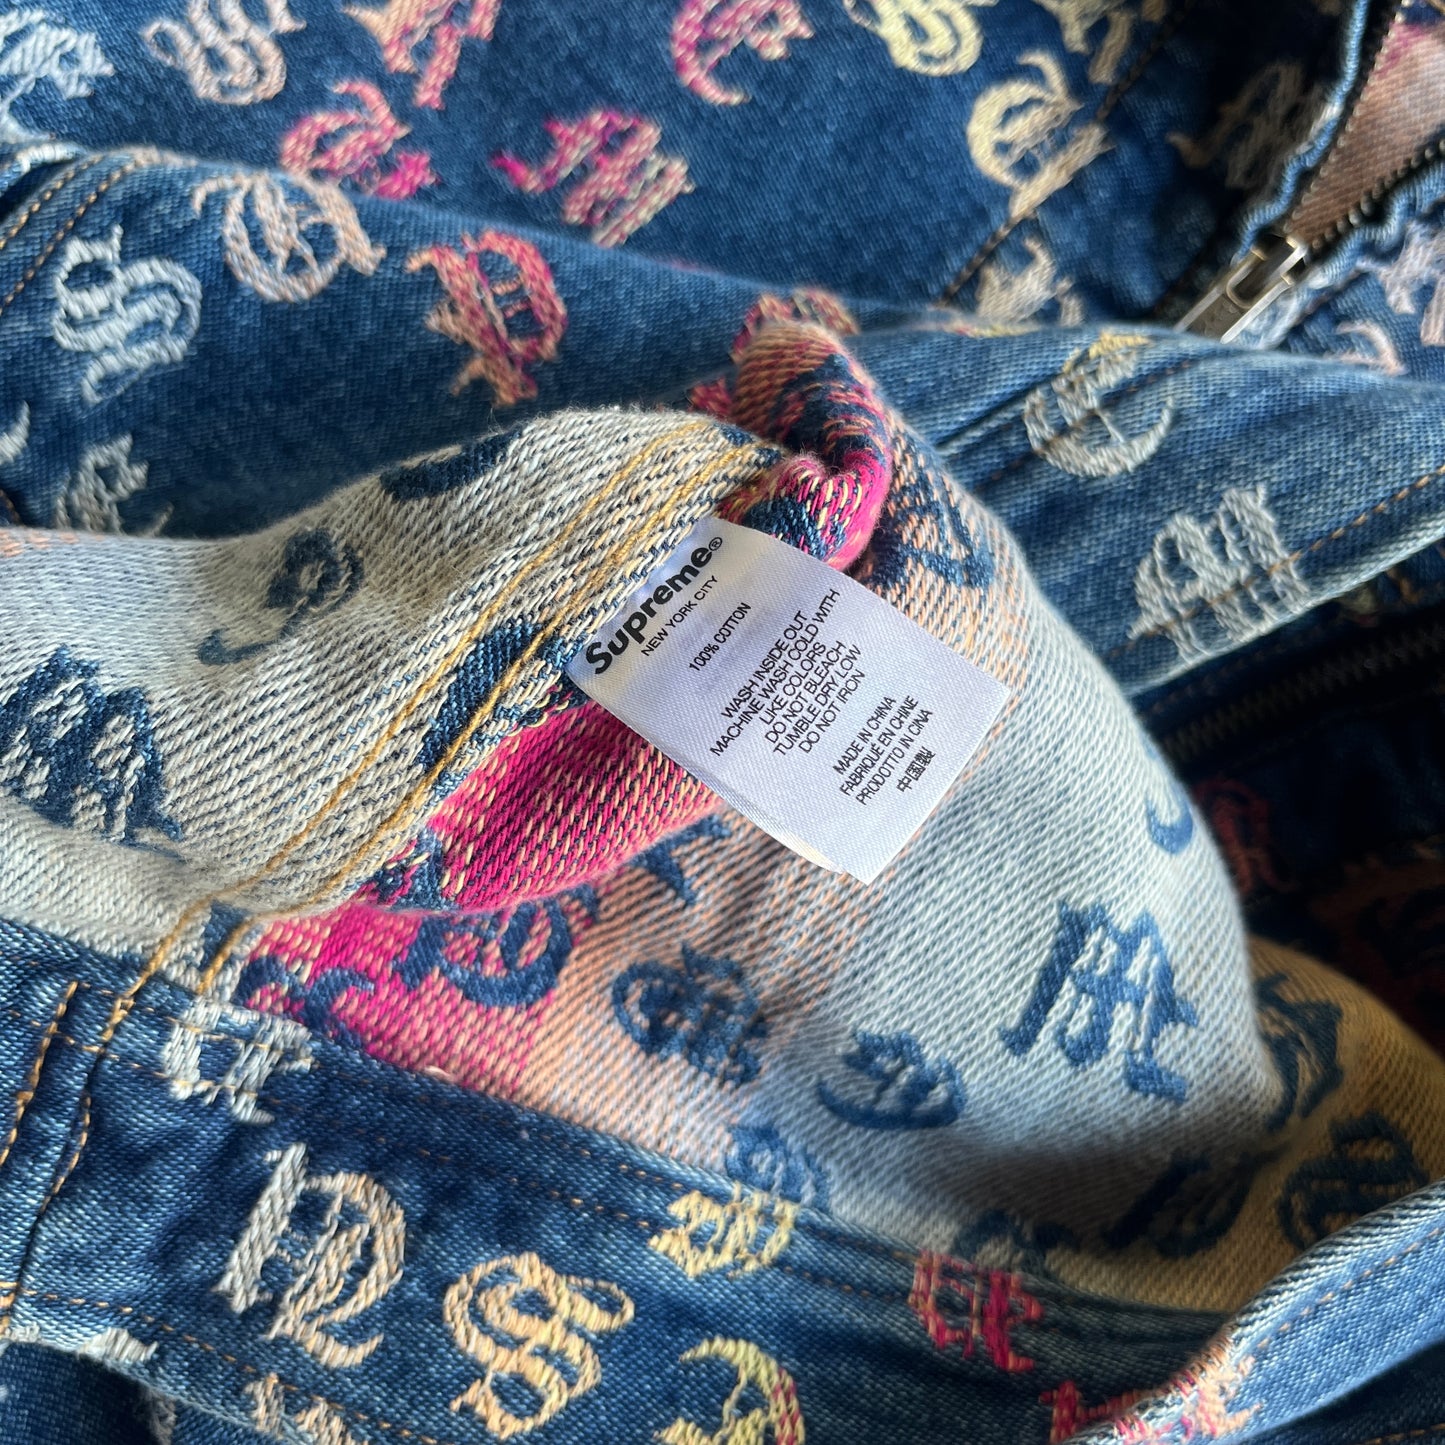 Supreme®
NEW YORK CITY
100% COTTON
WASH INSIDE OUT
MACHINE WASH COLD WITH
LIKE COLORS
DO NOT BLEACH
TUMBLE DRY LOW
DO NOT IRON
MADE IN CHINA
FABRIQUÉ EN CHINE
PRODOTTO IN CINA
中国製